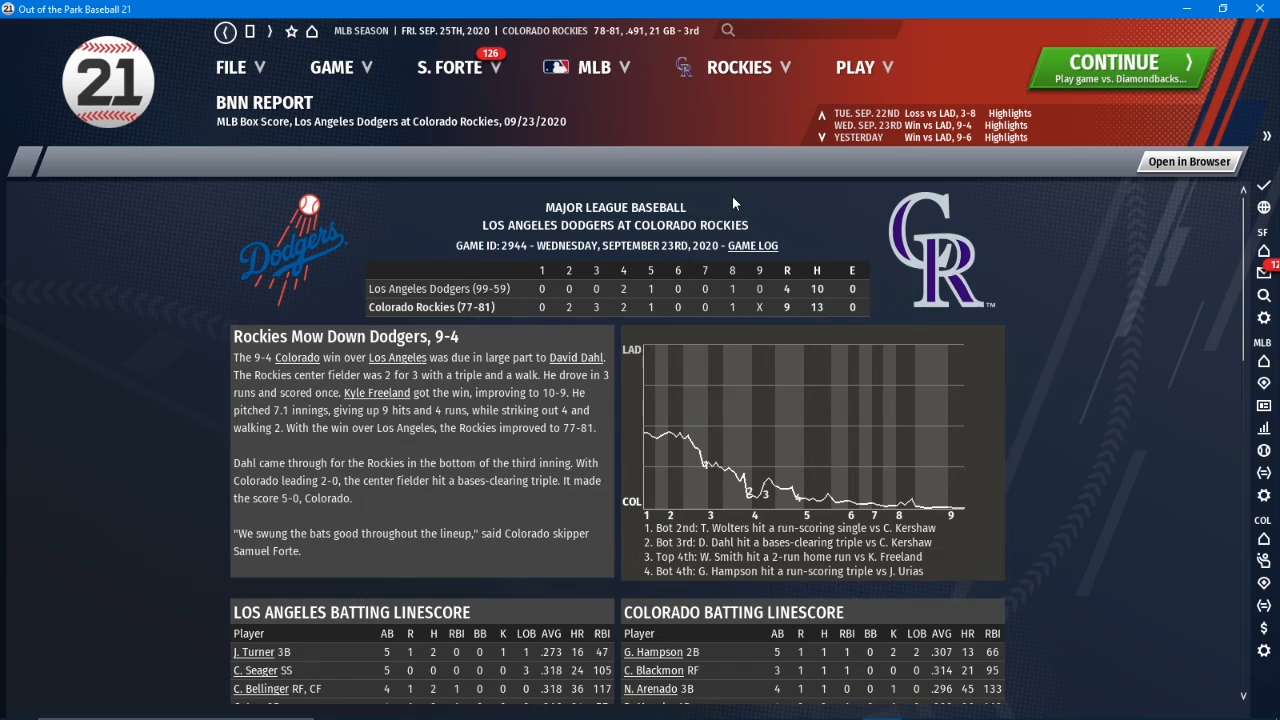 Out of the Park Baseball 21
MLB SEASON | FRI. SEP. 25TH, 2020 | COLORADO ROCKIES 78-81, .491, 21 GB - 3rd
126
21
FILE GAME S. FORTE MLB ROCKIES PLAY
CONTINUE
Play game vs. Diamondbacks...
BNN REPORT
MLB Box Score, Los Angeles Dodgers at Colorado Rockies, 09/23/2020
TUE. SEP. 22ND Loss vs LAD, 3-8 Highlights
WED. SEP. 23RD Win vs LAD, 9-4 Highlights
YESTERDAY Win vs LAD, 9-6 Highlights
Open in Browser
Dodgers
MAJOR LEAGUE BASEBALL
LOS ANGELES DODGERS AT COLORADO ROCKIES
GAME ID: 2944 - WEDNESDAY, SEPTEMBER 23RD, 2020 - GAME LOG
CR
TM
1 2 3 4 5 6 7 8 9 R H E
Los Angeles Dodgers (99-59) 0 0 0 2 1 0 0 1 0 4 10 0
Colorado Rockies (77-81) 0 2 3 2 1 0 0 1 X 9 13 0
Rockies Mow Down Dodgers, 9-4
The 9-4 Colorado win over Los Angeles was due in large part to David Dahl.
The Rockies center fielder was 2 for 3 with a triple and a walk. He drove in 3
runs and scored once. Kyle Freeland got the win, improving to 10-9. He
pitched 7.1 innings, giving up 9 hits and 4 runs, while striking out 4 and
walking 2. With the win over Los Angeles, the Rockies improved to 77-81.
Dahl came through for the Rockies in the bottom of the third inning. With
Colorado leading 2-0, the center fielder hit a bases-clearing triple. It made
the score 5-0, Colorado.
"We swung the bats good throughout the lineup," said Colorado skipper
Samuel Forte.
LAD
COL
1 2 3 4
1 2 3 4 5 6 7 8 9
1. Bot 2nd: T. Wolters hit a run-scoring single vs C. Kershaw
2. Bot 3rd: D. Dahl hit a bases-clearing triple vs C. Kershaw
3. Top 4th: W. Smith hit a 2-run home run vs K. Freeland
4. Bot 4th: G. Hampson hit a run-scoring triple vs J. Urias
LOS ANGELES BATTING LINESCORE
Player AB R H RBI BB K LOB AVG HR RBI
J. Turner 3B 5 1 2 0 0 1 1 .273 16 47
C. Seager SS 5 0 0 0 0 0 3 .318 24 105
C. Bellinger RF, CF 4 1 2 1 0 0 0 .318 36 117
COLORADO BATTING LINESCORE
Player AB R H RBI BB K LOB AVG HR RBI
G. Hampson 2B 5 1 1 1 0 2 2 .307 13 66
C. Blackmon RF 3 1 1 1 0 0 0 .314 21 95
N. Arenado 3B 4 1 1 0 0 1 0 .296 45 133
SF
12
MLB
COL